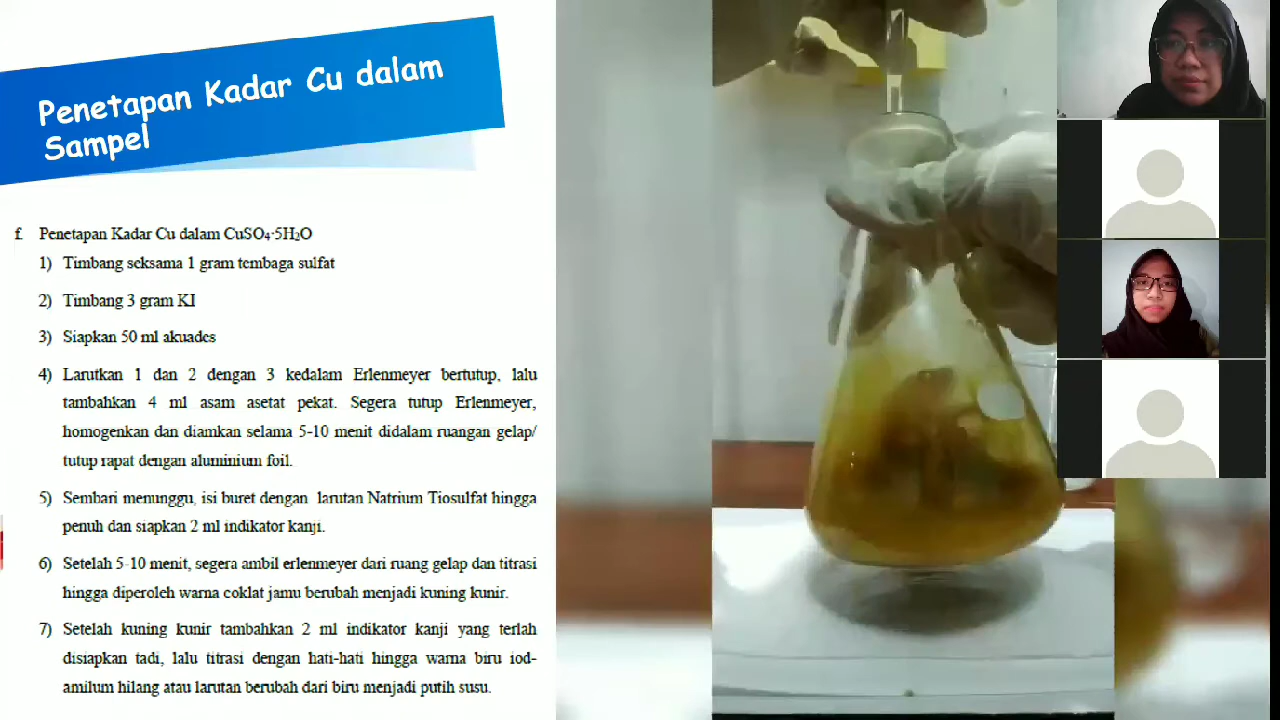 Penetapan Kadar Cu dalam
Sampel
f. Penetapan Kadar Cu dalam CuSO₄·5H₂O
1) Timbang seksama 1 gram tembaga sulfat
2) Timbang 3 gram KI
3) Siapkan 50 ml akuades
4) Larutkan 1 dan 2 dengan 3 kedalam Erlenmeyer bertutup, lalu
tambahkan 4 ml asam asetat pekat. Segera tutup Erlenmeyer,
homogenkan dan diamkan selama 5-10 menit didalam ruangan gelap/
tutup rapat dengan aluminium foil.
5) Sembari menunggu, isi buret dengan larutan Natrium Tiosulfat hingga
penuh dan siapkan 2 ml indikator kanji.
6) Setelah 5-10 menit, segera ambil erlenmeyer dari ruang gelap dan titrasi
hingga diperoleh warna coklat jamu berubah menjadi kuning kunir.
7) Setelah kuning kunir tambahkan 2 ml indikator kanji yang terlah
disiapkan tadi, lalu titrasi dengan hati-hati hingga warna biru iod-
amilum hilang atau larutan berubah dari biru menjadi putih susu.